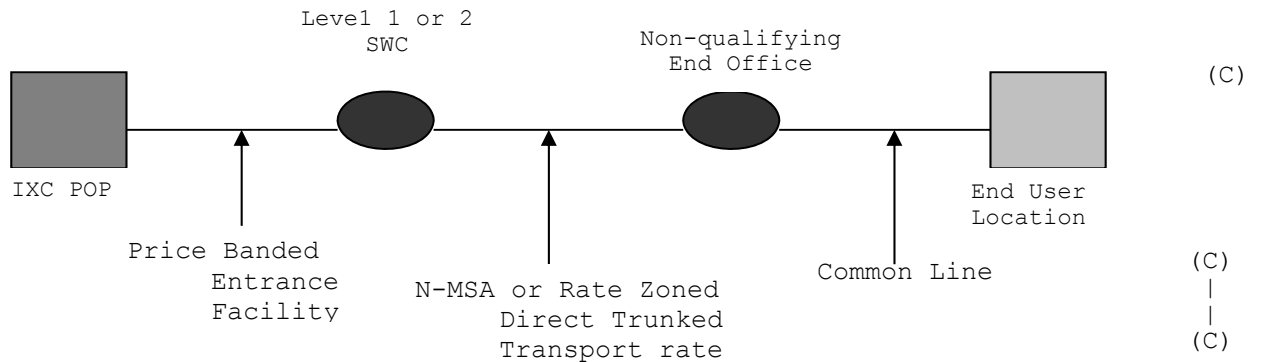 Level 1 or 2
SWC
Non-qualifying
End Office
(C)
IXC POP
End User
Location
Price Banded
Entrance
Facility
N-MSA or Rate Zoned
Direct Trunked
Transport rate
Common Line
(C)
|
|
(C)